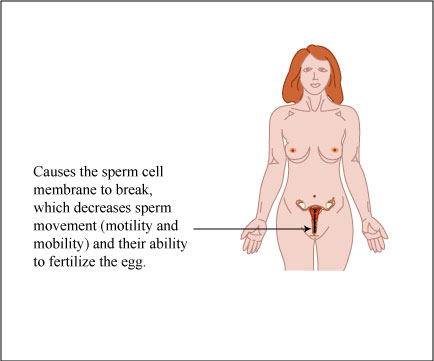 Causes the sperm cell
membrane to break,
which decreases sperm
movement (motility and
mobility) and their ability
to fertilize the egg.